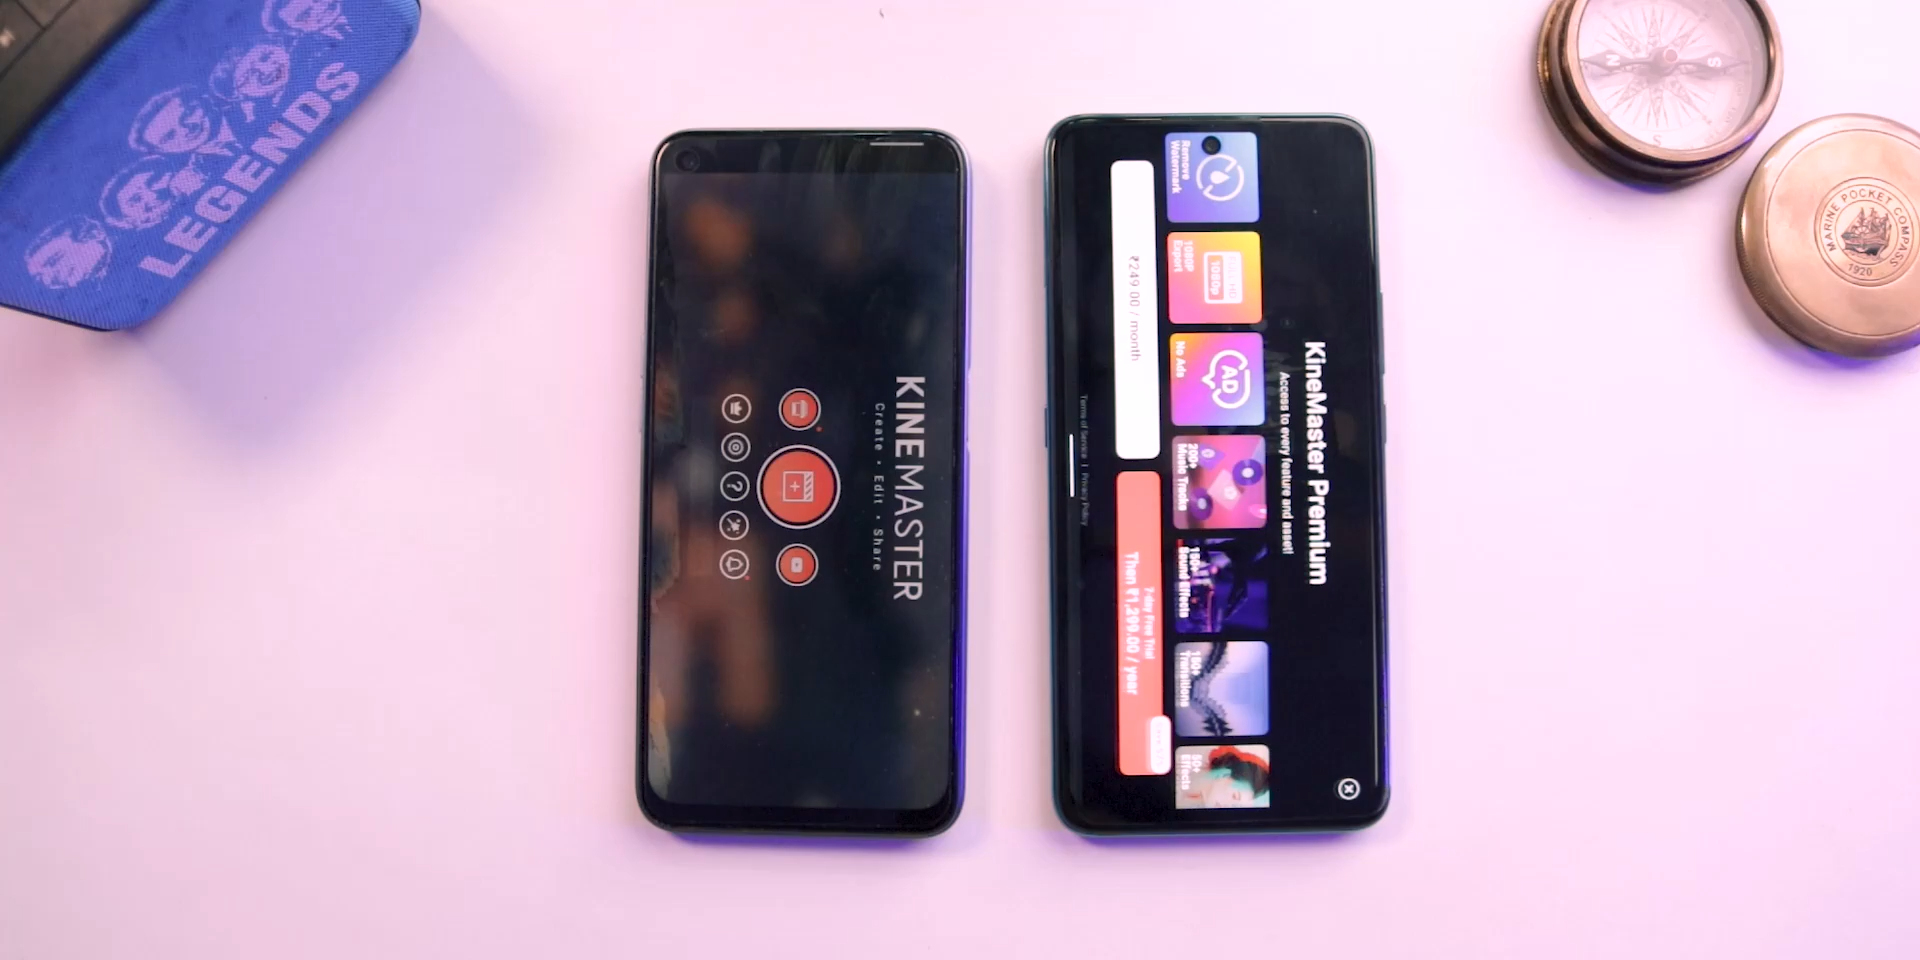 LEGENDS
KINEMASTER
Create • Edit • Share
KineMaster Premium
Access to every feature and asset!
Remove
Watermark
1080P
Export
1080p
No Ads
AD
200+
Music Tracks
Sound Effects
Transitions
50+
Effects
₹249.00 / month
7-day Free Trial
Then ₹1,299.00 / year
Terms of Service | Privacy Policy
N
S
S
MARINE POCKET COMPASS
1920